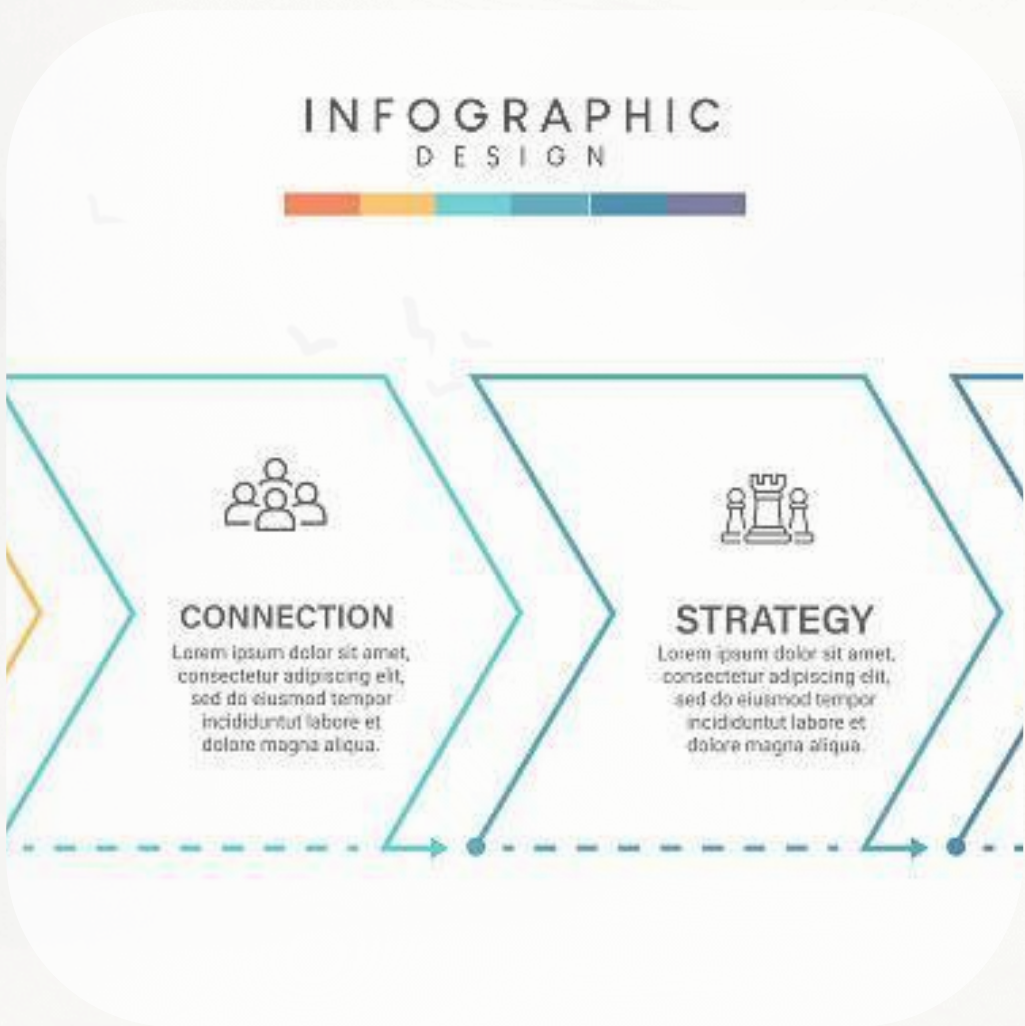 INFOGRAPHIC
DESIGN
CONNECTION
Lorem ipsum dolor sit amet,
consectetur adipiscing elit,
sed do eiusmod tempor
incididuntut labore et
dolore magna aliqua.
STRATEGY
Lorem ipsum dolor sit amet,
consectetur adipiscing elit,
sed do eiusmod tempor
incididuntut labore et
dolore magna aliqua.